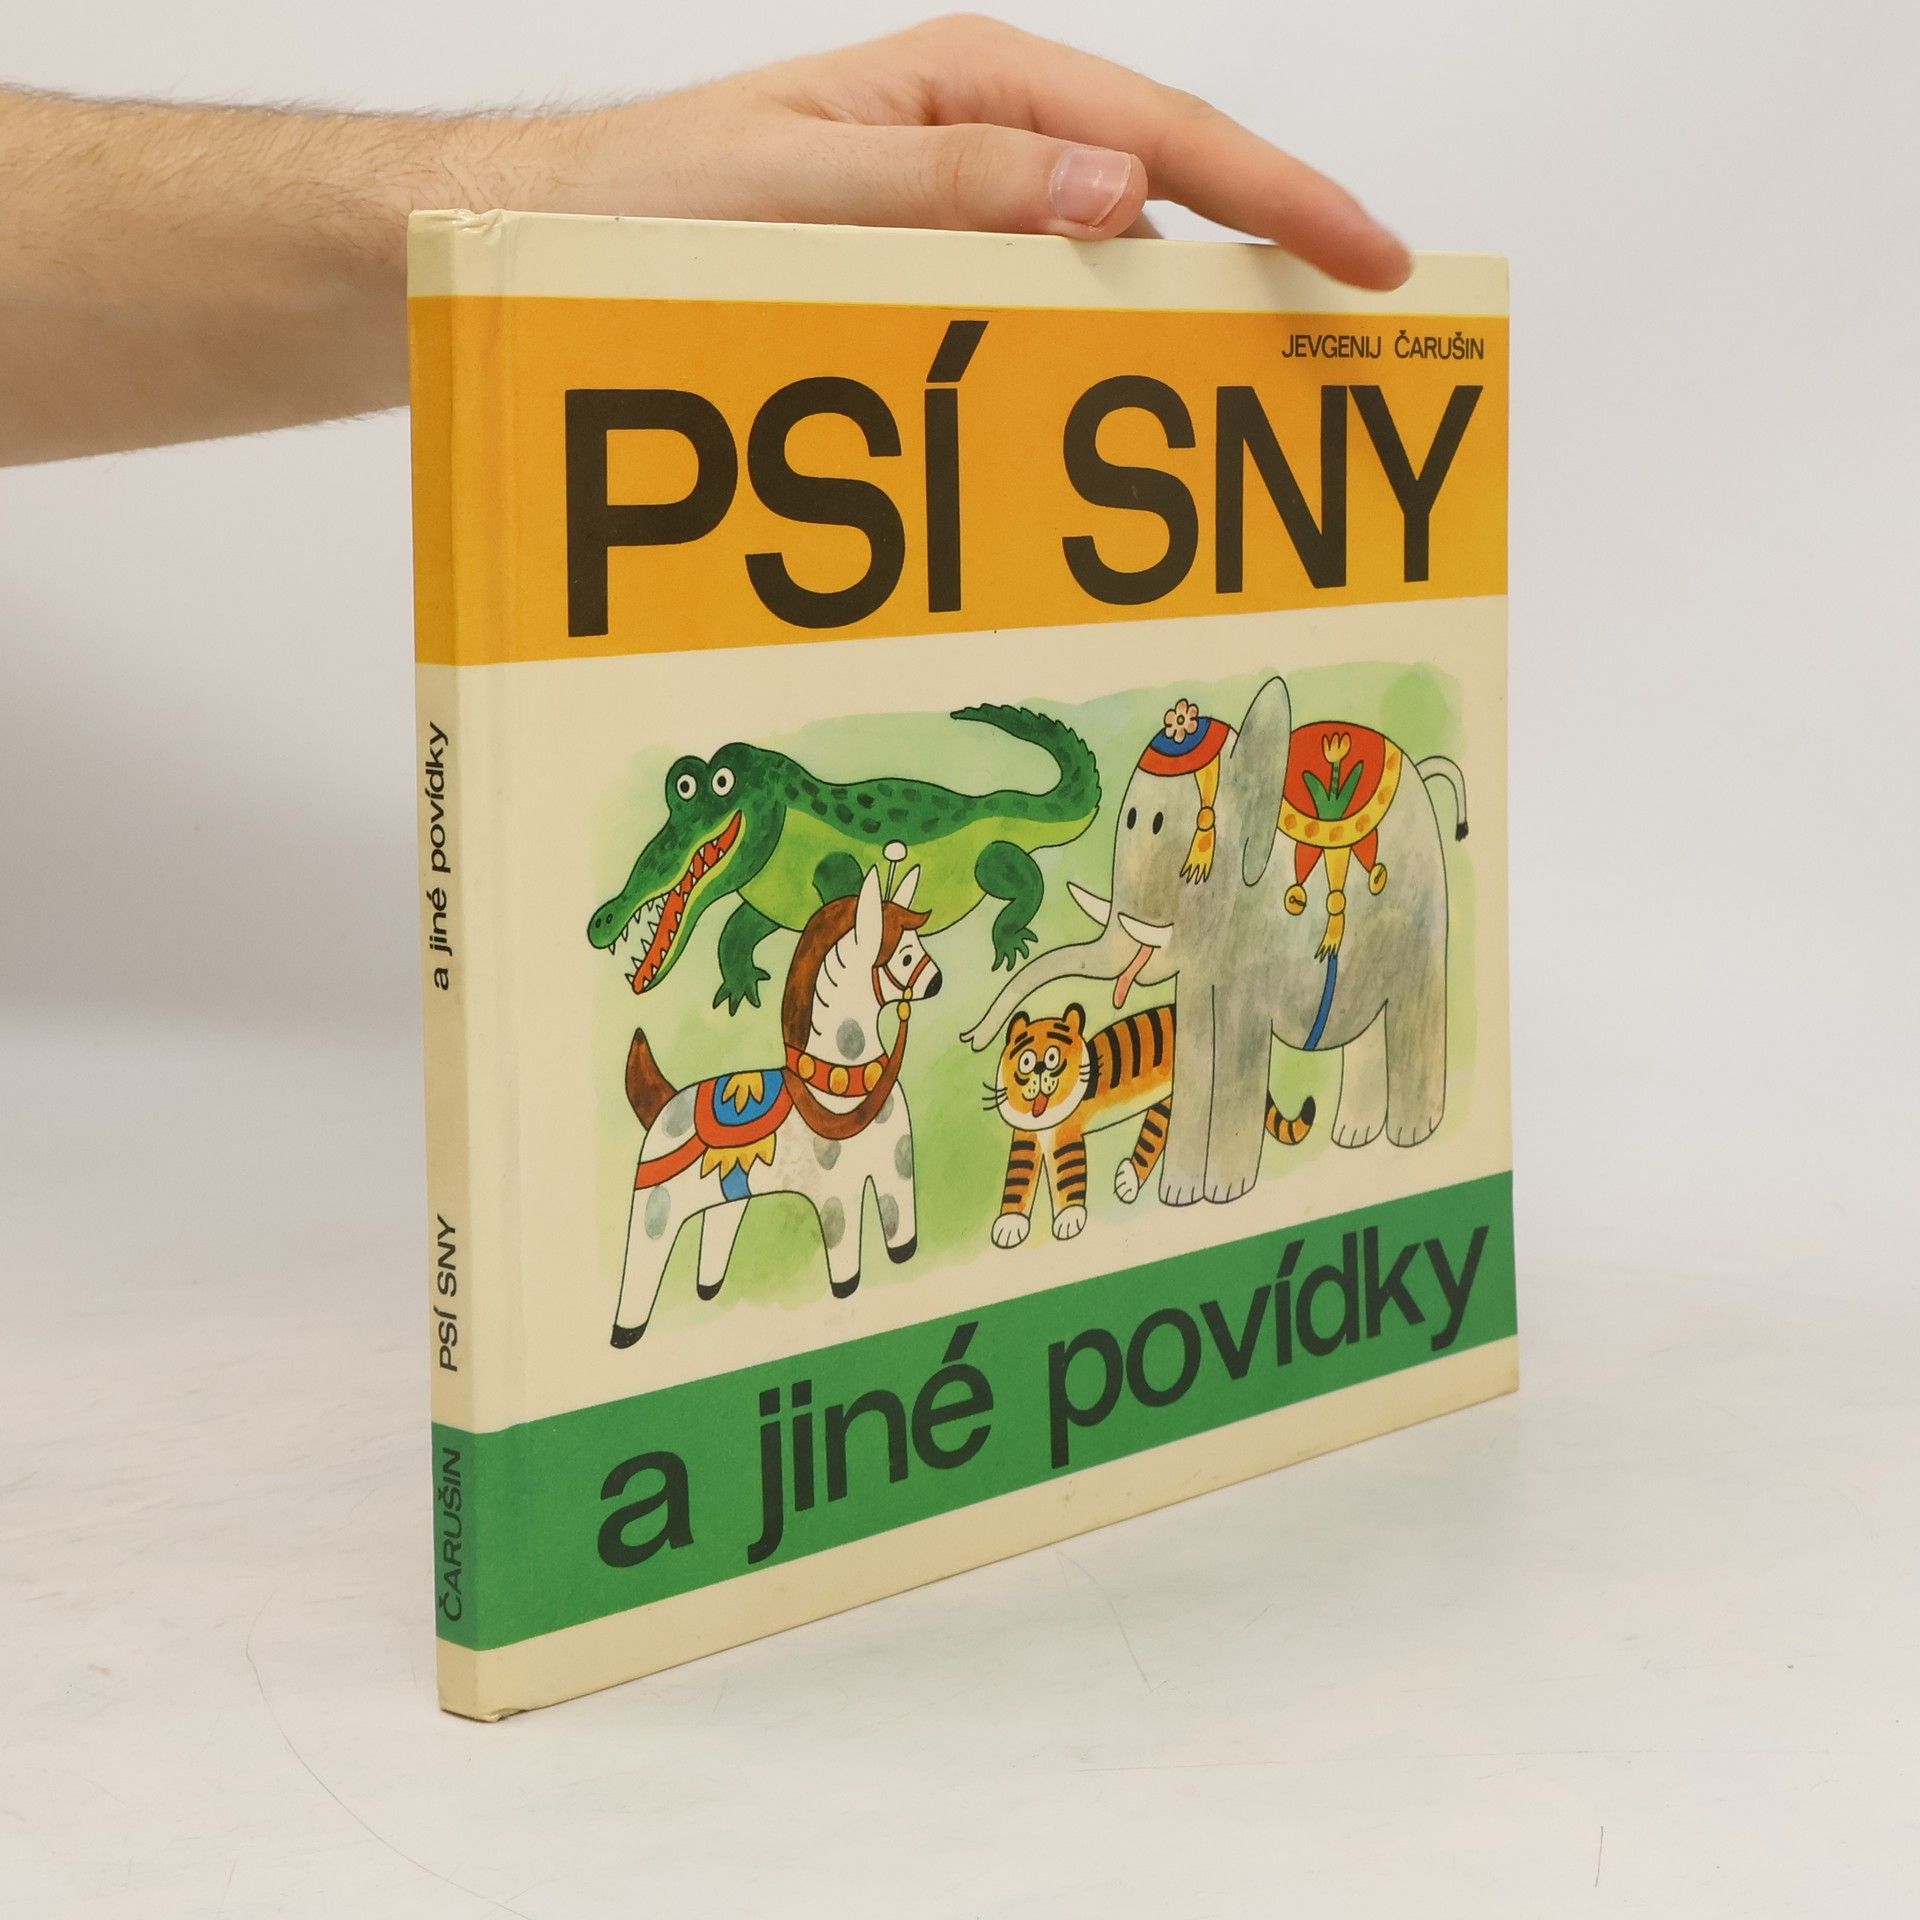 JEVGENIJ ČARUŠIN
PSÍ SNY
a jiné povídky
ČARUŠIN PSÍ SNY a jiné povídky